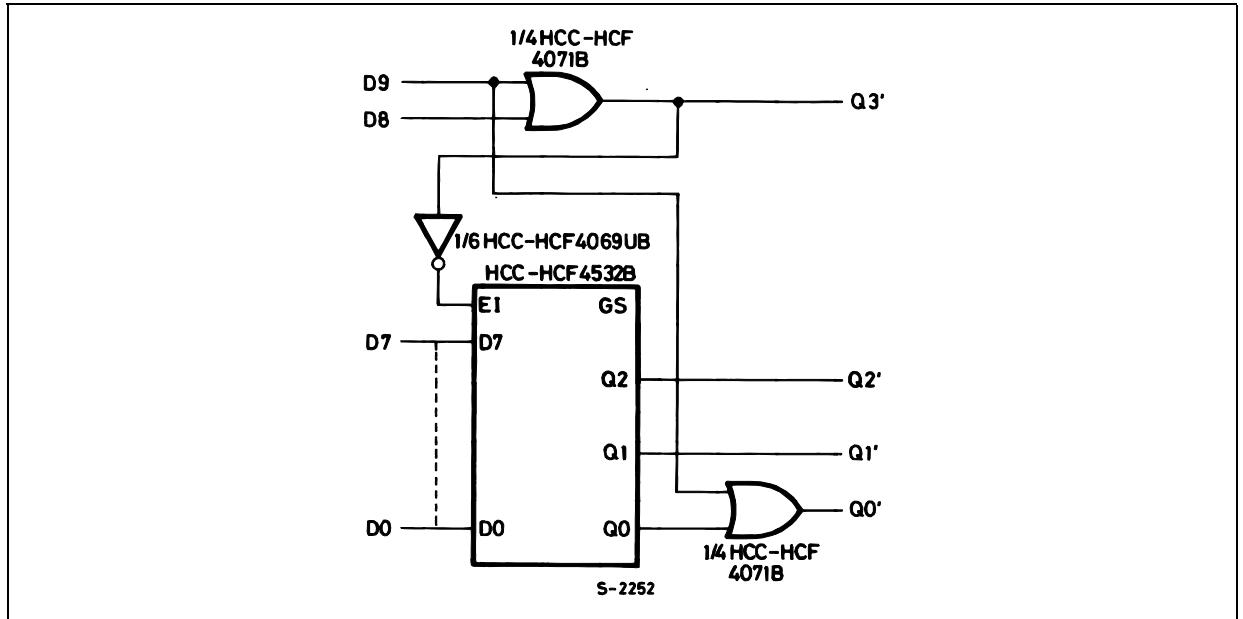 1/4 HCC-HCF
4071B
D9
D8
Q3'
1/6 HCC-HCF4069UB
HCC-HCF4532B
EI
GS
D7
D7
Q2
Q2'
Q1
Q1'
Q0'
D0
D0
Q0
1/4 HCC-HCF
4071B
S-2252